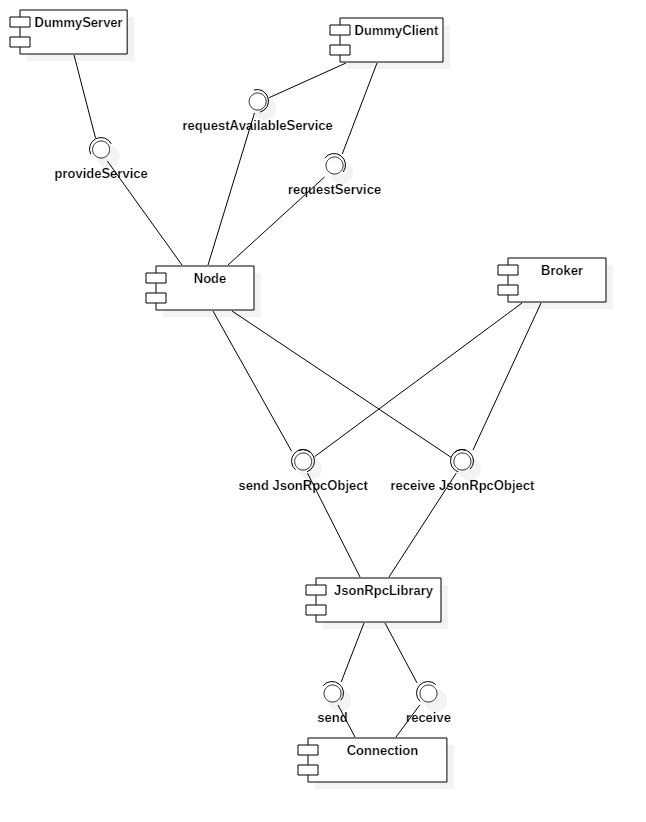 DummyServer
DummyClient
requestAvailableService
provideService
requestService
Node
Broker
send JsonRpcObject
receive JsonRpcObject
JsonRpcLibrary
send
receive
Connection